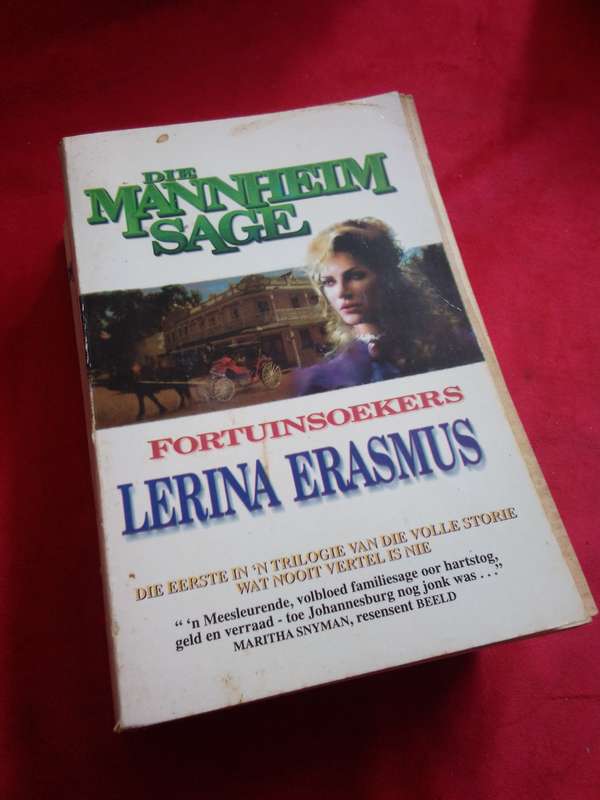 DIE
MANNHEIM
SAGE
FORTUINSOEKERS
LERINA ERASMUS
DIE EERSTE IN 'N TRILOGIE VAN DIE VOLLE STORIE
WAT NOOIT VERTEL IS NIE
“ 'n Meesleurende, volbloed familiesage oor hartstog,
geld en verraad - toe Johannesburg nog jonk was . . .”
MARITHA SNYMAN, resensent BEELD